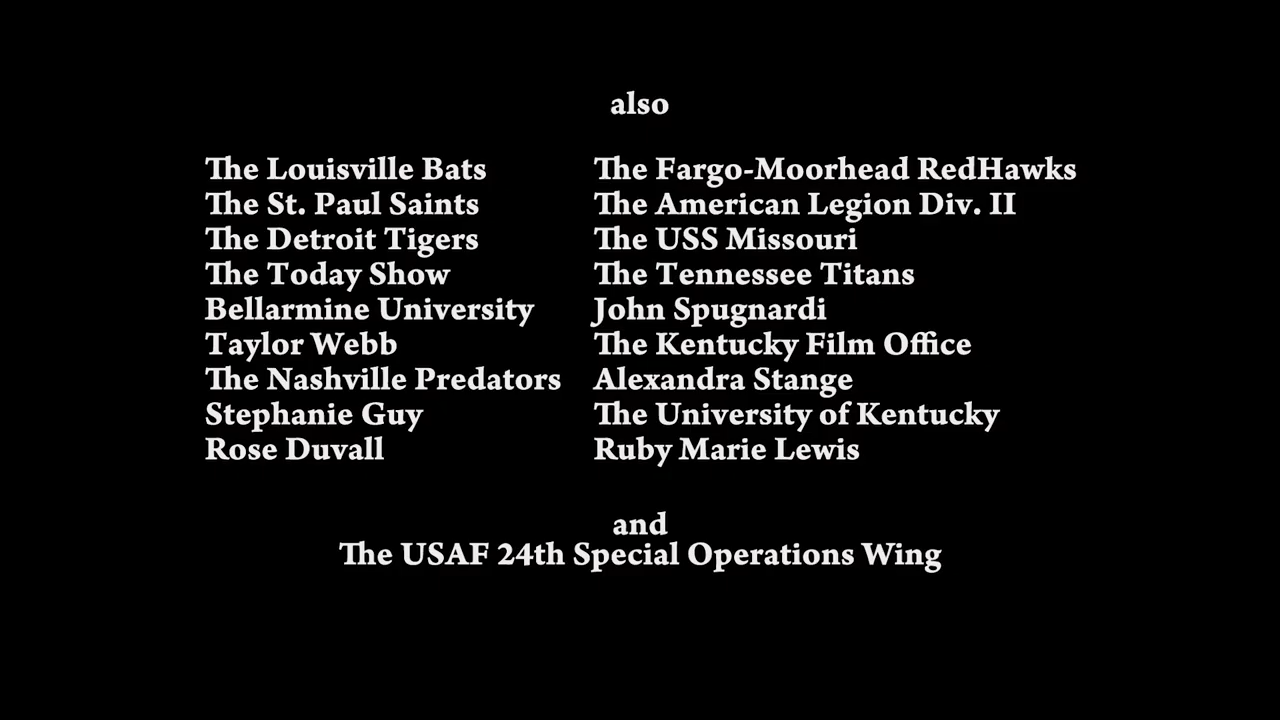 also
The Louisville Bats
The St. Paul Saints
The Detroit Tigers
The Today Show
Bellarmine University
Taylor Webb
The Nashville Predators
Stephanie Guy
Rose Duvall
The Fargo-Moorhead RedHawks
The American Legion Div. II
The USS Missouri
The Tennessee Titans
John Spugnardi
The Kentucky Film Office
Alexandra Stange
The University of Kentucky
Ruby Marie Lewis
and
The USAF 24th Special Operations Wing